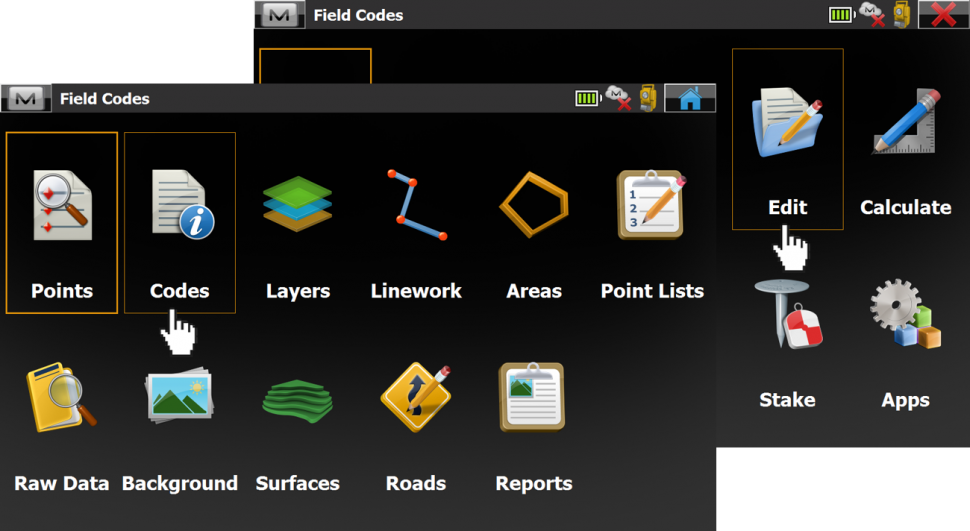 Field Codes
Edit
Calculate
Stake
Apps
Field Codes
Points
Codes
Layers
Linework
Areas
Point Lists
1
2
3
Raw Data
Background
Surfaces
Roads
Reports